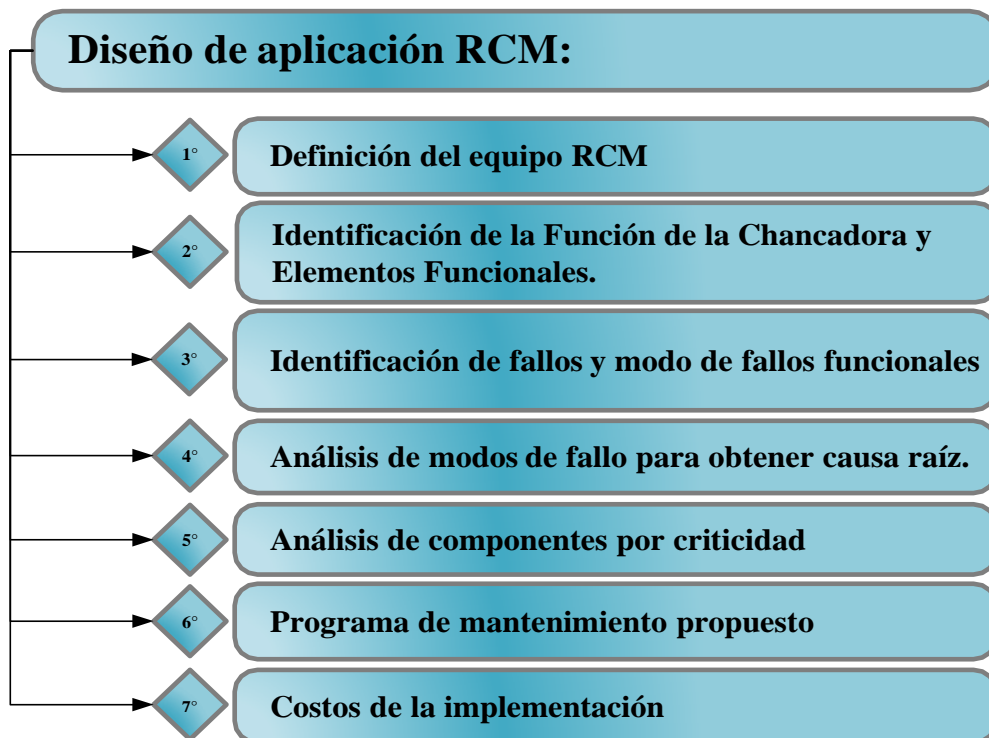 Diseño de aplicación RCM:
1°
Definición del equipo RCM
2°
Identificación de la Función de la Chancadora y
Elementos Funcionales.
3°
Identificación de fallos y modo de fallos funcionales
4°
Análisis de modos de fallo para obtener causa raíz.
5°
Análisis de componentes por criticidad
6°
Programa de mantenimiento propuesto
7°
Costos de la implementación